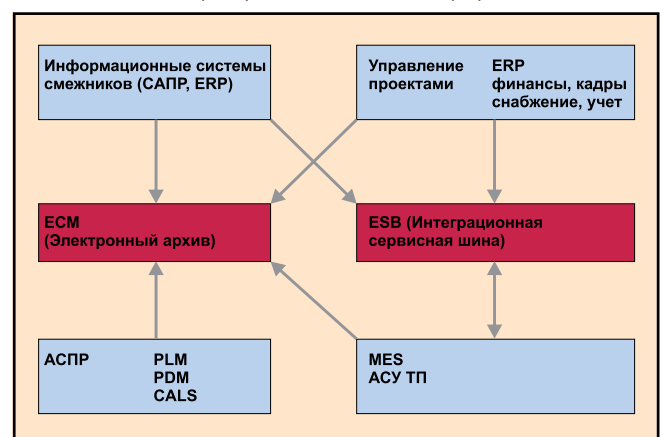 Информационные системы
смежников (САПР, ERP)
Управление
проектами
ERP
финансы, кадры
снабжение, учет
ECM
(Электронный архив)
ESB (Интеграционная
сервисная шина)
АСПР
PLM
PDM
CALS
MES
АСУ ТП